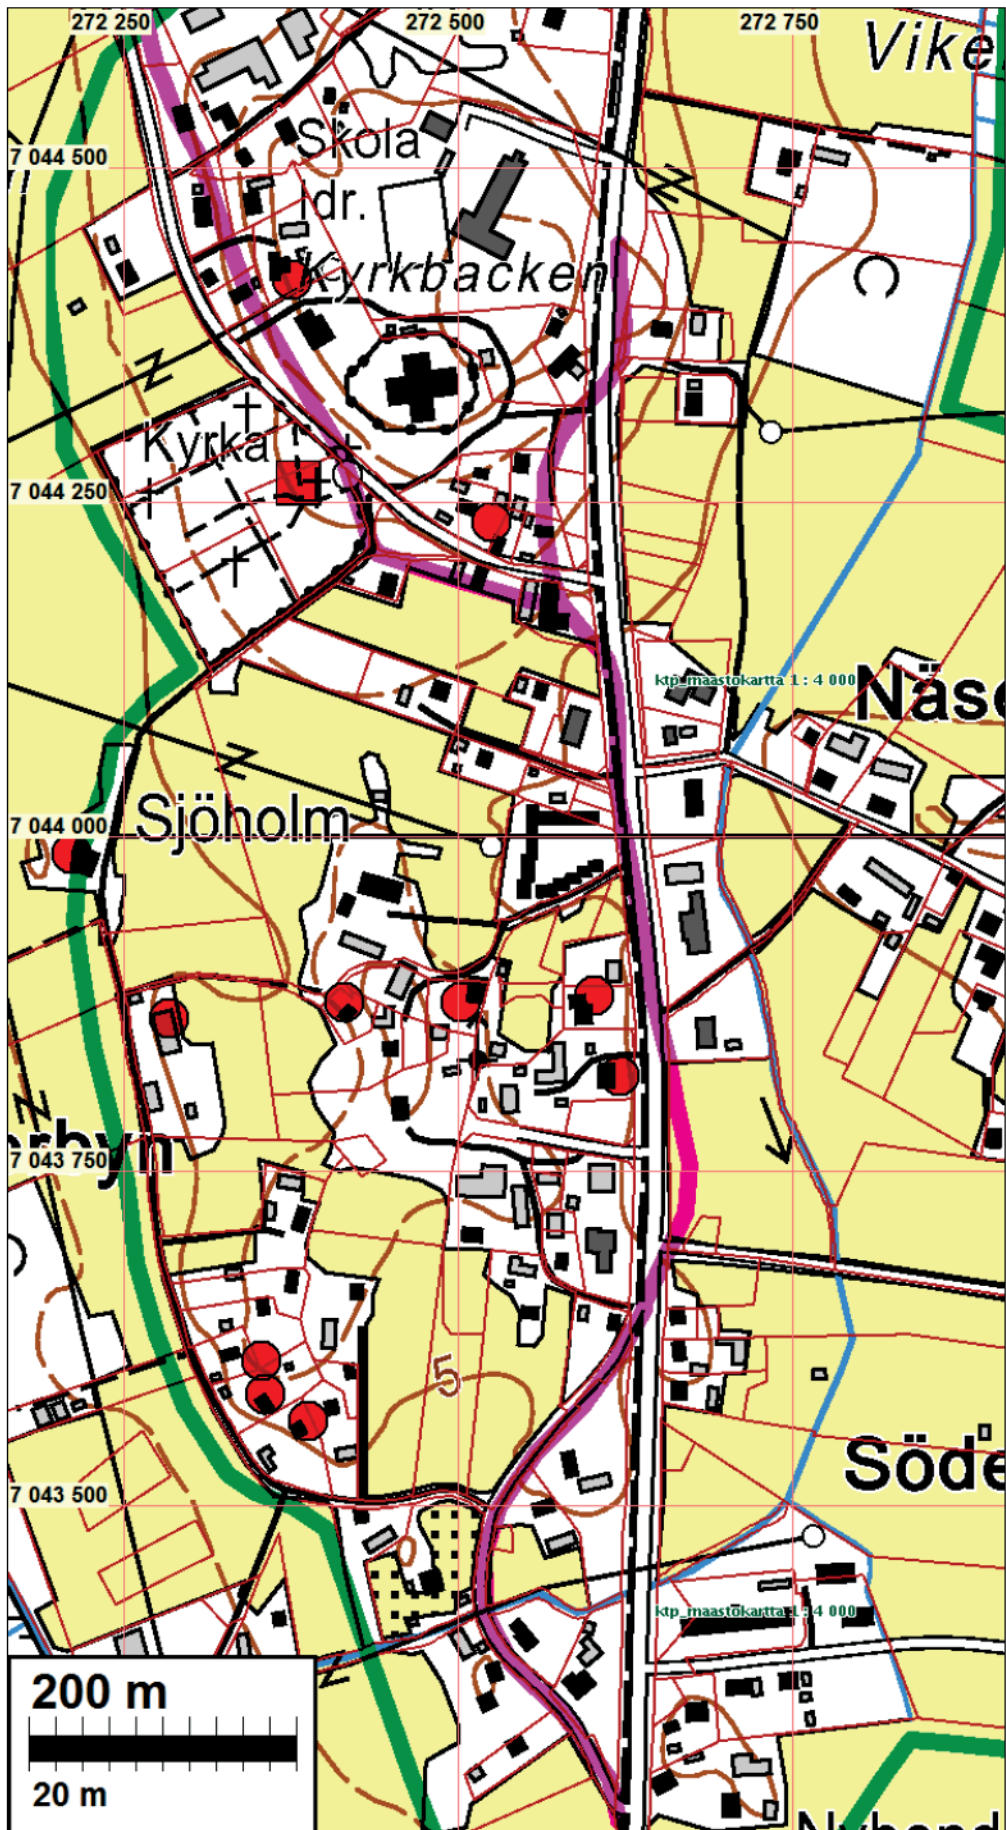 272 250
272 500
272 750
Vike
Skola
7 044 500
Idr.
Kyrkbacken
Kyrka
7 044 250
ktp_maastokartta 1 : 4 000
Näse
Sjöholm
7 044 000
erbyn
7 043 750
5
Söde
7 043 500
ktp_maastokartta 1 : 4 000
200 m
20 m